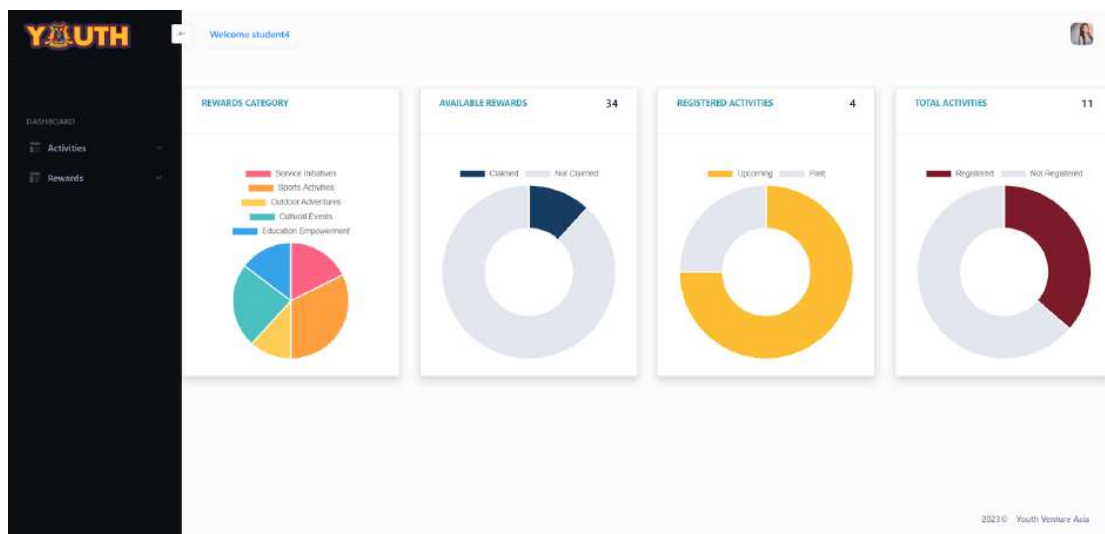 YOUTH
Welcome student4
DASHBOARD
Activities
Rewards
REWARDS CATEGORY
Service Initiatives
Sports Activities
Outdoor Adventures
Cultural Events
Education Empowerment
AVAILABLE REWARDS 34
Claimed Not Claimed
REGISTERED ACTIVITIES 4
Upcoming Past
TOTAL ACTIVITIES 11
Registered Not Registered
2023© Youth Venture Asia